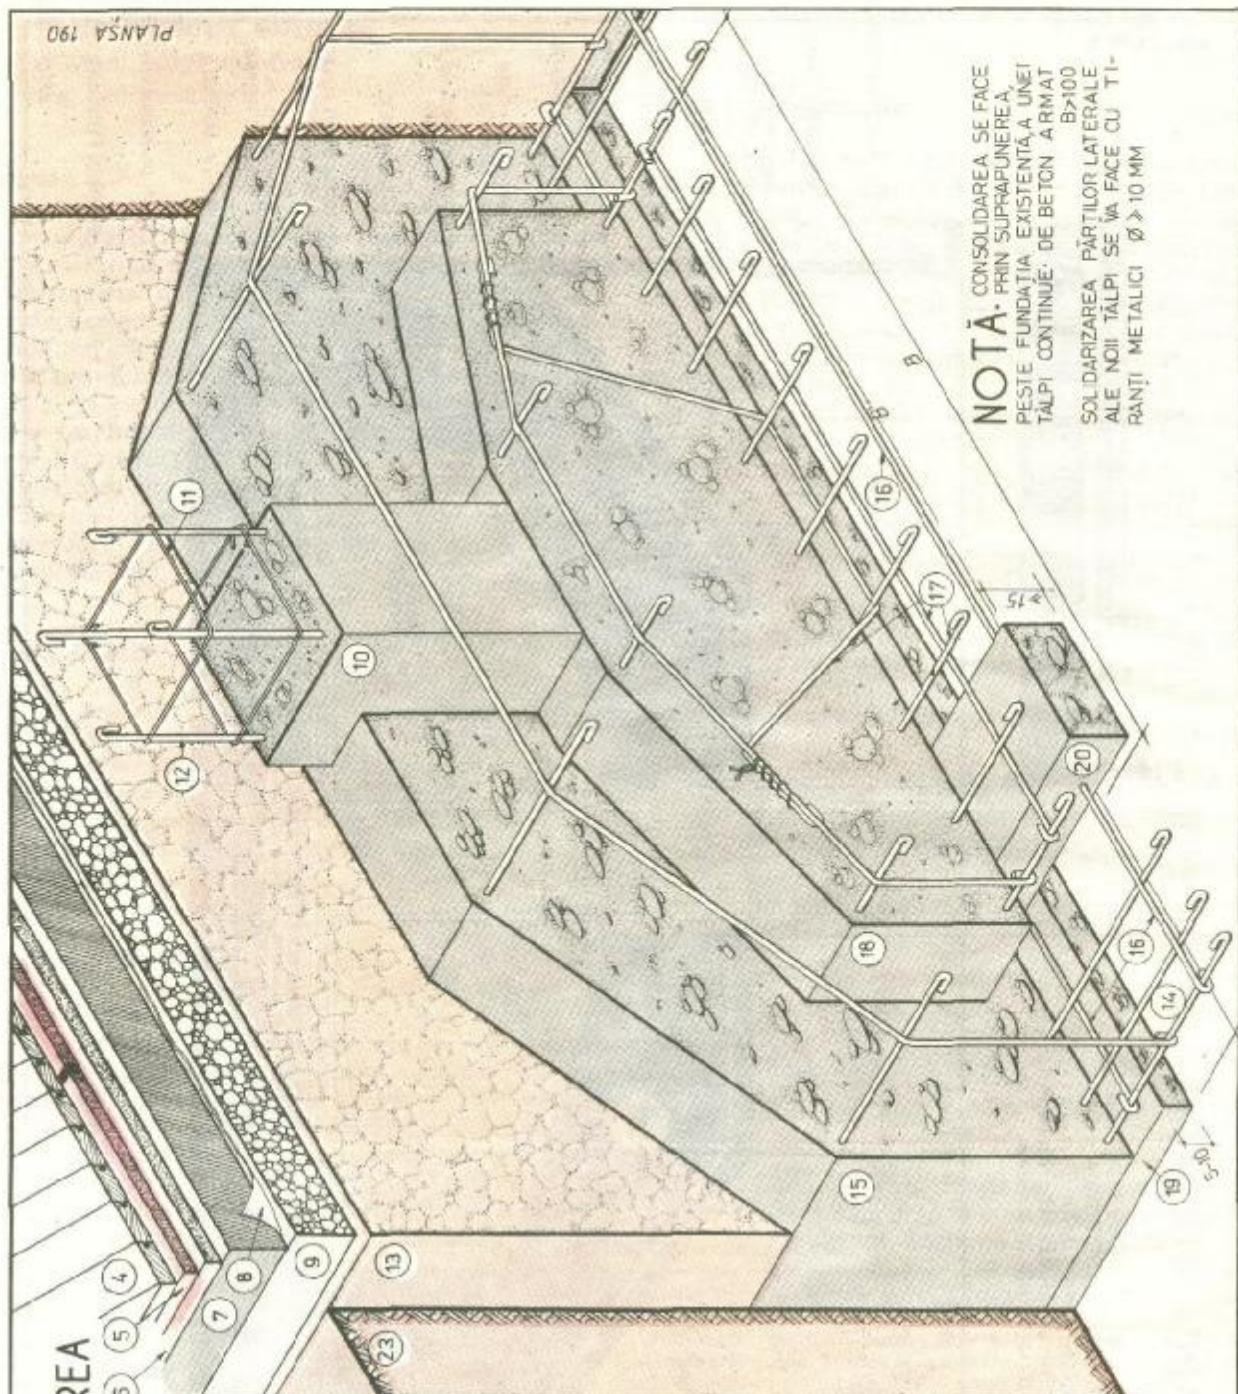 PLANȘA 190
NOTĂ. CONSOLIDAREA SE FACE
PRIN SUPRAPUNEREA,
PESTE FUNDAȚIA EXISTENTĂ, A UNEI
TĂLPI CONTINUE DE BETON ARMAT
B>100
SOLIDARIZAREA PĂRȚILOR LATERALE
ALE NOII TĂLPI SE VA FACE CU TI-
RANȚI METALICI Ø ⩾ 10 MM
REA
4
5
6
7
8
9
13
23
12
11
10
15
18
19
5-10
14
16
20
⩾15
17
16
B